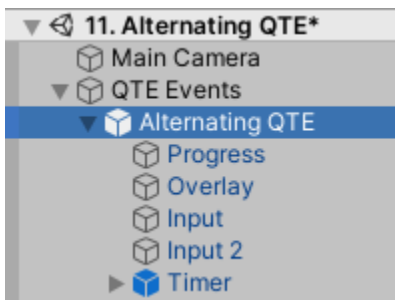 11. Alternating QTE*
Main Camera
QTE Events
Alternating QTE
Progress
Overlay
Input
Input 2
Timer